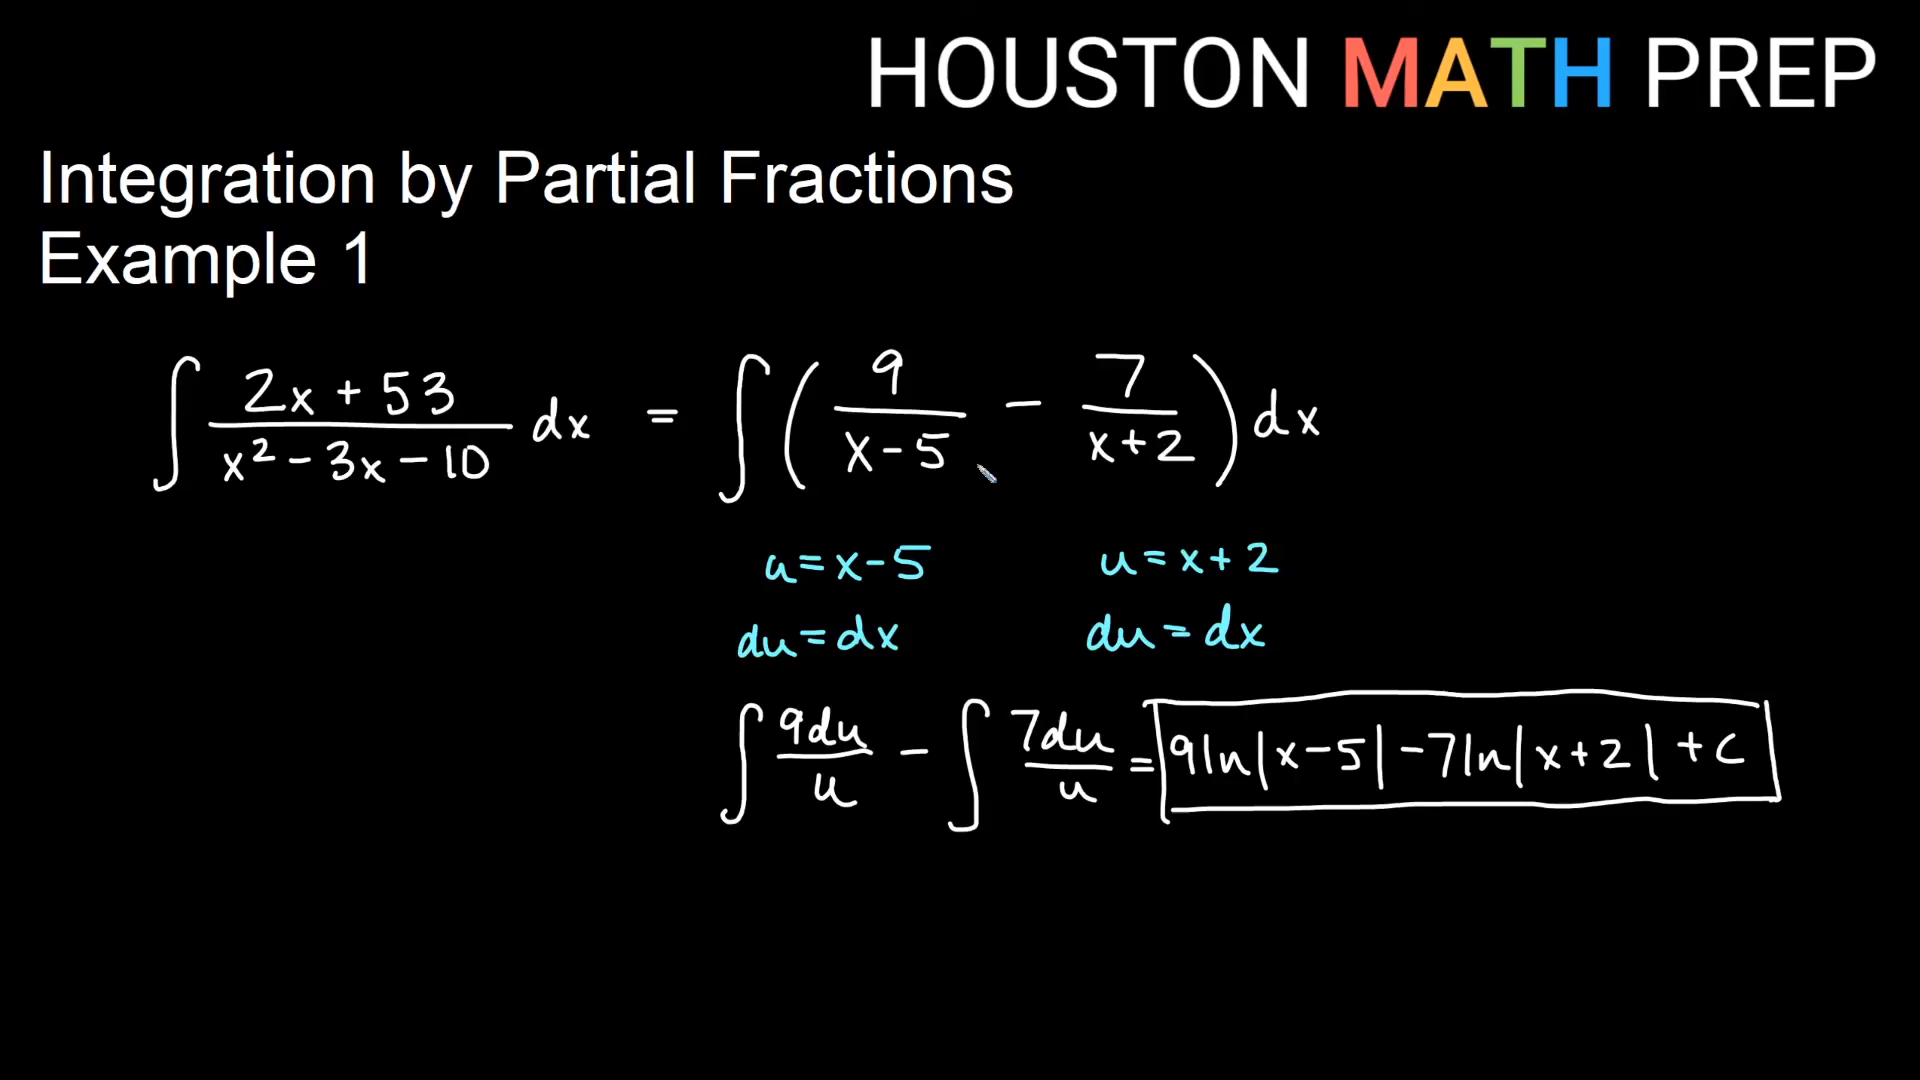 HOUSTON MATH PREP
Integration by Partial Fractions
Example 1
∫ (2x + 53)/(x² - 3x - 10) dx = ∫ ( 9/(x-5) - 7/(x+2) ) dx
u = x - 5   u = x + 2
du = dx   du = dx
∫ 9du/u - ∫ 7du/u = 9ln|x-5| - 7ln|x+2| + C